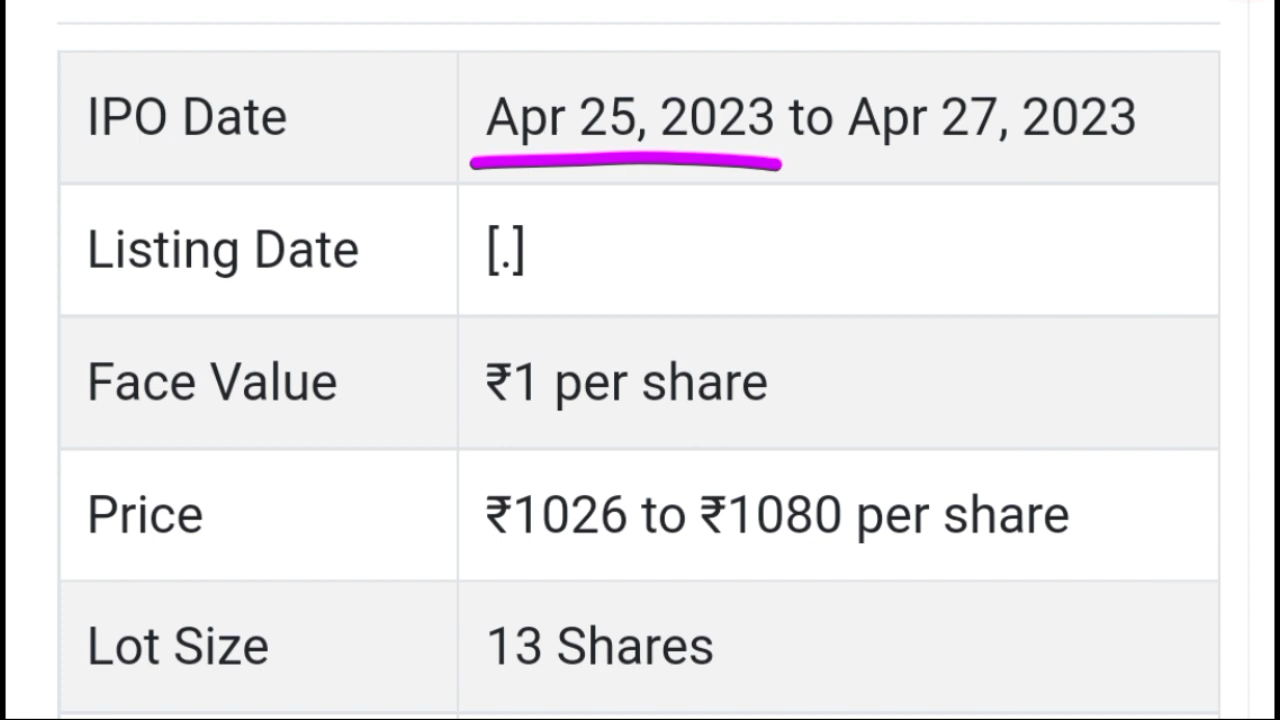 IPO Date Apr 25, 2023 to Apr 27, 2023
Listing Date [.]
Face Value ₹1 per share
Price ₹1026 to ₹1080 per share
Lot Size 13 Shares